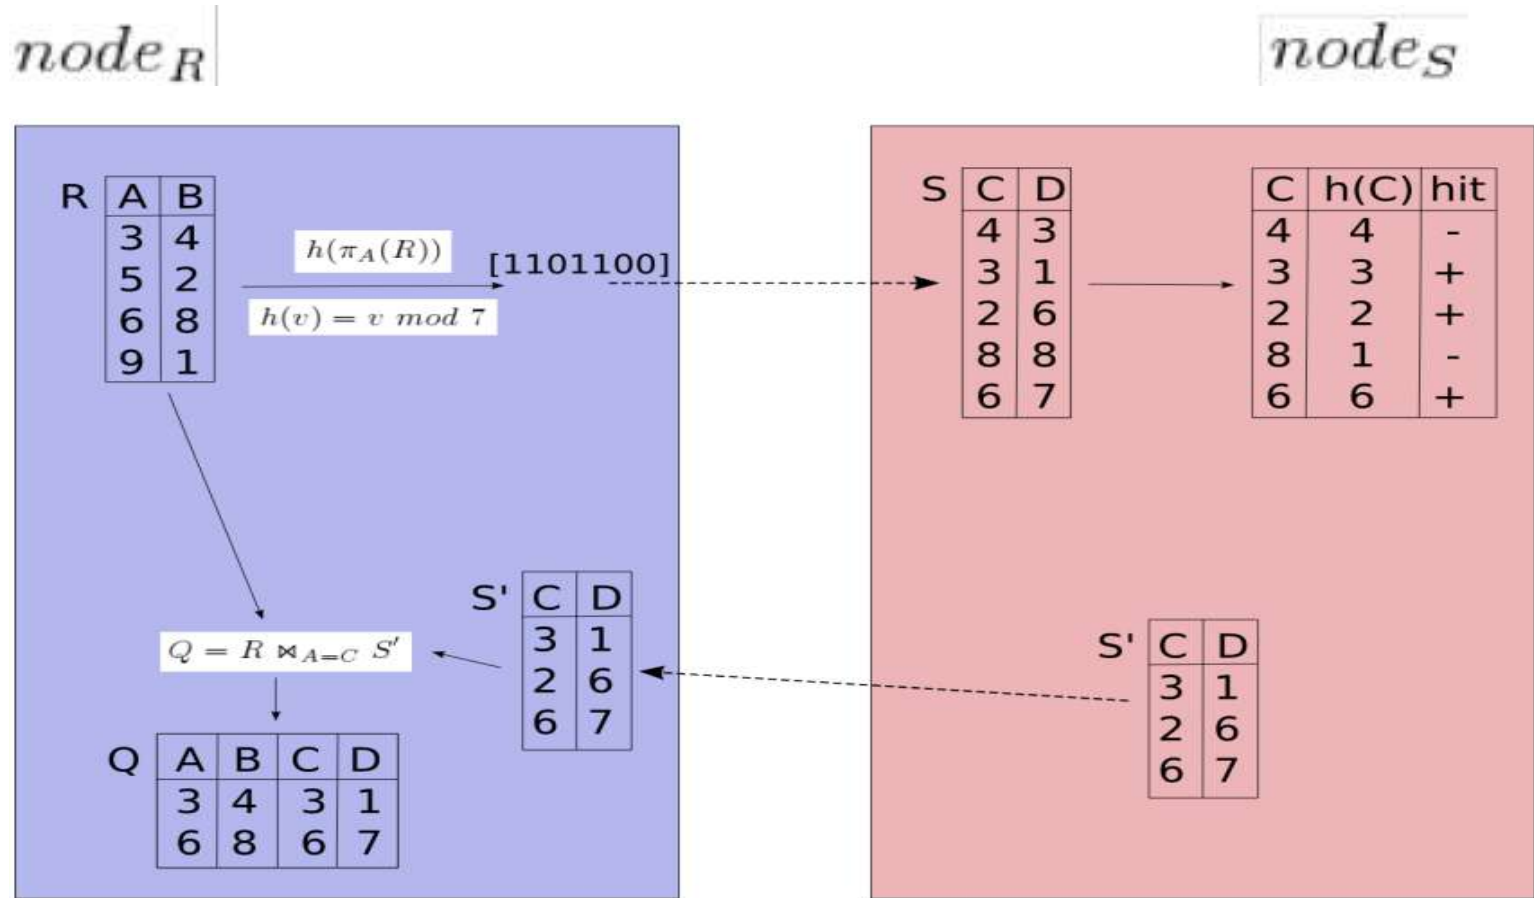 node_R
node_S
R A B
3 4
5 2
6 8
9 1
h(π_A(R))
h(v) = v mod 7
[1101100]
S C D
4 3
3 1
2 6
8 8
6 7
C h(C) hit
4 4 -
3 3 +
2 2 +
8 1 -
6 6 +
S' C D
3 1
2 6
6 7
S' C D
3 1
2 6
6 7
Q = R ⋈_{A=C} S'
Q A B C D
3 4 3 1
6 8 6 7